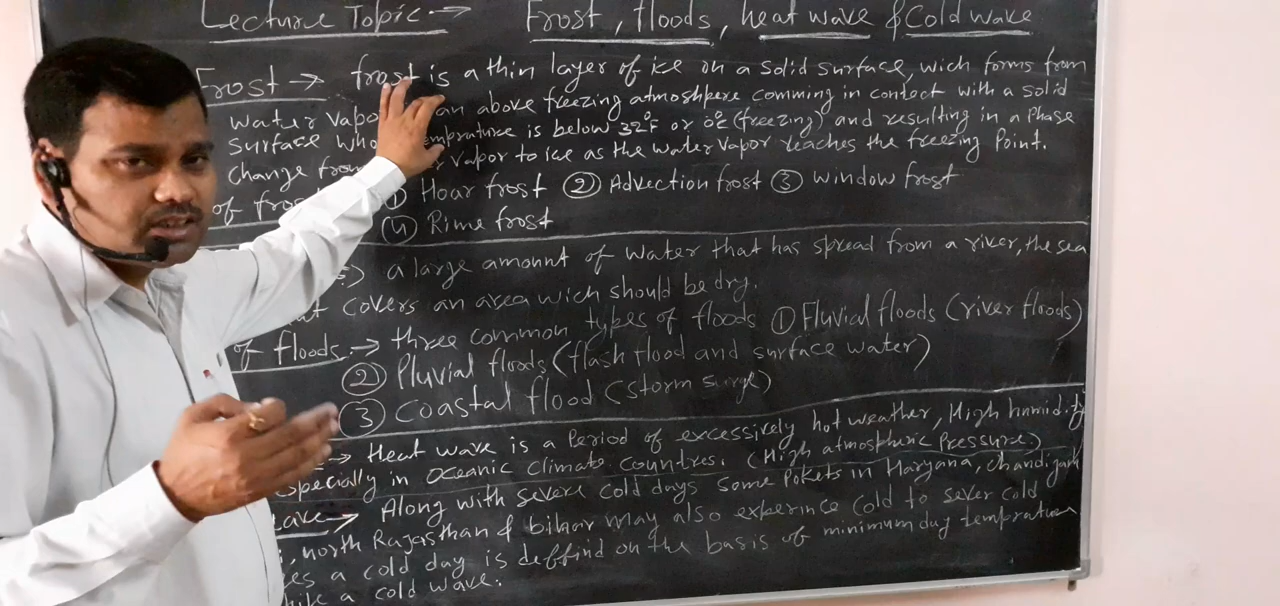 Lecture Topic → Frost, floods, heat wave & Cold wave
Frost → frost is a thin layer of ice on a solid surface, wich forms from
water vapo an above freezing atmoshpere comming in contect with a solid
surface who temprature is below 32°F or 0°c (freezing) and resulting in a Phase
change from vapor to ice as the water vapor reaches the freezing Point.
of fros ① Hoar frost ② Advection frost ③ window frost
④ Rime frost
a large amount of water that has spread from a river, the sea
covers an area wich should be dry.
of floods → three common types of floods ① Fluvial floods (river floods)
② Pluvial floods (flash flood and surface water)
③ Coastal flood (storm surge)
→ Heat wave is a Period of excessively hot weather, High humidity
especially in oceanic climate countres. (High atmosphric Pressure)
→ Along with severe cold days some Pokets in Haryana, chandigarh
north Rajasthan & bihar may also experince cold to sever cold
a cold day is deffind on the basis of minimum day temprature
a cold wave.